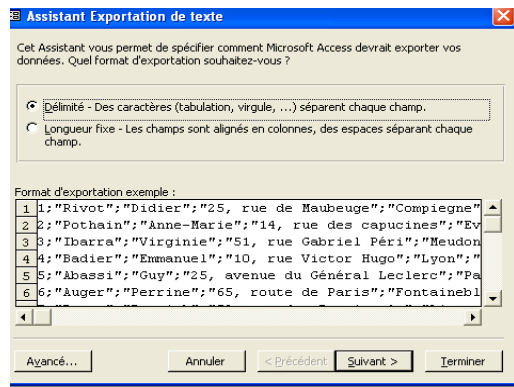 Assistant Exportation de texte
Cet Assistant vous permet de spécifier comment Microsoft Access devrait exporter vos
données. Quel format d'exportation souhaitez-vous ?
Délimité - Des caractères (tabulation, virgule, ...) séparent chaque champ.
Longueur fixe - Les champs sont alignés en colonnes, des espaces séparant chaque
champ.
Format d'exportation exemple :
1 1;"Rivot";"Didier";"25, rue de Maubeuge";"Compiegne"
2 2;"Pothain";"Anne-Marie";"14, rue des capucines";"Ev
3 3;"Ibarra";"Virginie";"51, rue Gabriel Péri";"Meudon
4 4;"Badier";"Emmanuel";"10, rue Victor Hugo";"Lyon";"
5 5;"Abassi";"Guy";"25, avenue du Général Leclerc";"Pa
6 6;"Auger";"Perrine";"65, route de Paris";"Fontainebl
Avancé... Annuler < Précédent Suivant > Terminer